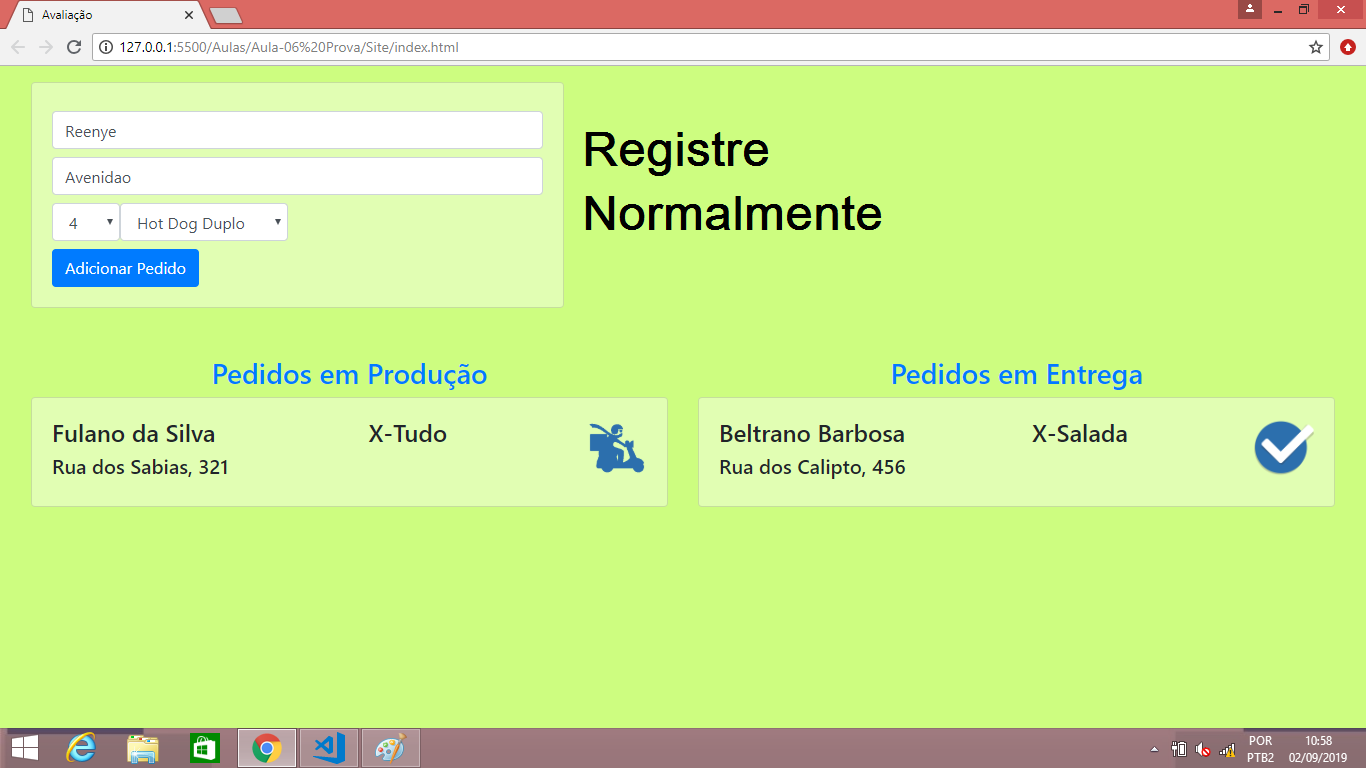 Avaliação
127.0.0.1:5500/Aulas/Aula-06%20Prova/Site/index.html
Reenye
Avenidao
4 Hot Dog Duplo
Adicionar Pedido
Registre
Normalmente
Pedidos em Produção
Fulano da Silva X-Tudo
Rua dos Sabias, 321
Pedidos em Entrega
Beltrano Barbosa X-Salada
Rua dos Calipto, 456
POR 10:58
PTB2 02/09/2019